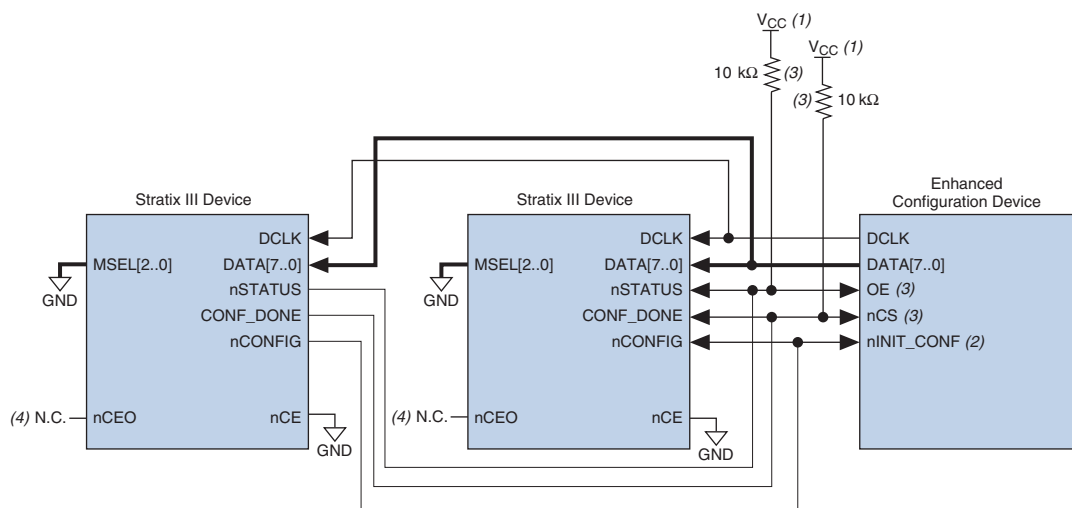 VCC (1)
10 kΩ (3)
VCC (1)
(3) 10 kΩ
Stratix III Device
DCLK
MSEL[2..0]
DATA[7..0]
GND
nSTATUS
CONF_DONE
nCONFIG
(4) N.C.
nCEO
nCE
GND
Stratix III Device
DCLK
MSEL[2..0]
DATA[7..0]
GND
nSTATUS
CONF_DONE
nCONFIG
(4) N.C.
nCEO
nCE
GND
Enhanced
Configuration Device
DCLK
DATA[7..0]
OE (3)
nCS (3)
nINIT_CONF (2)